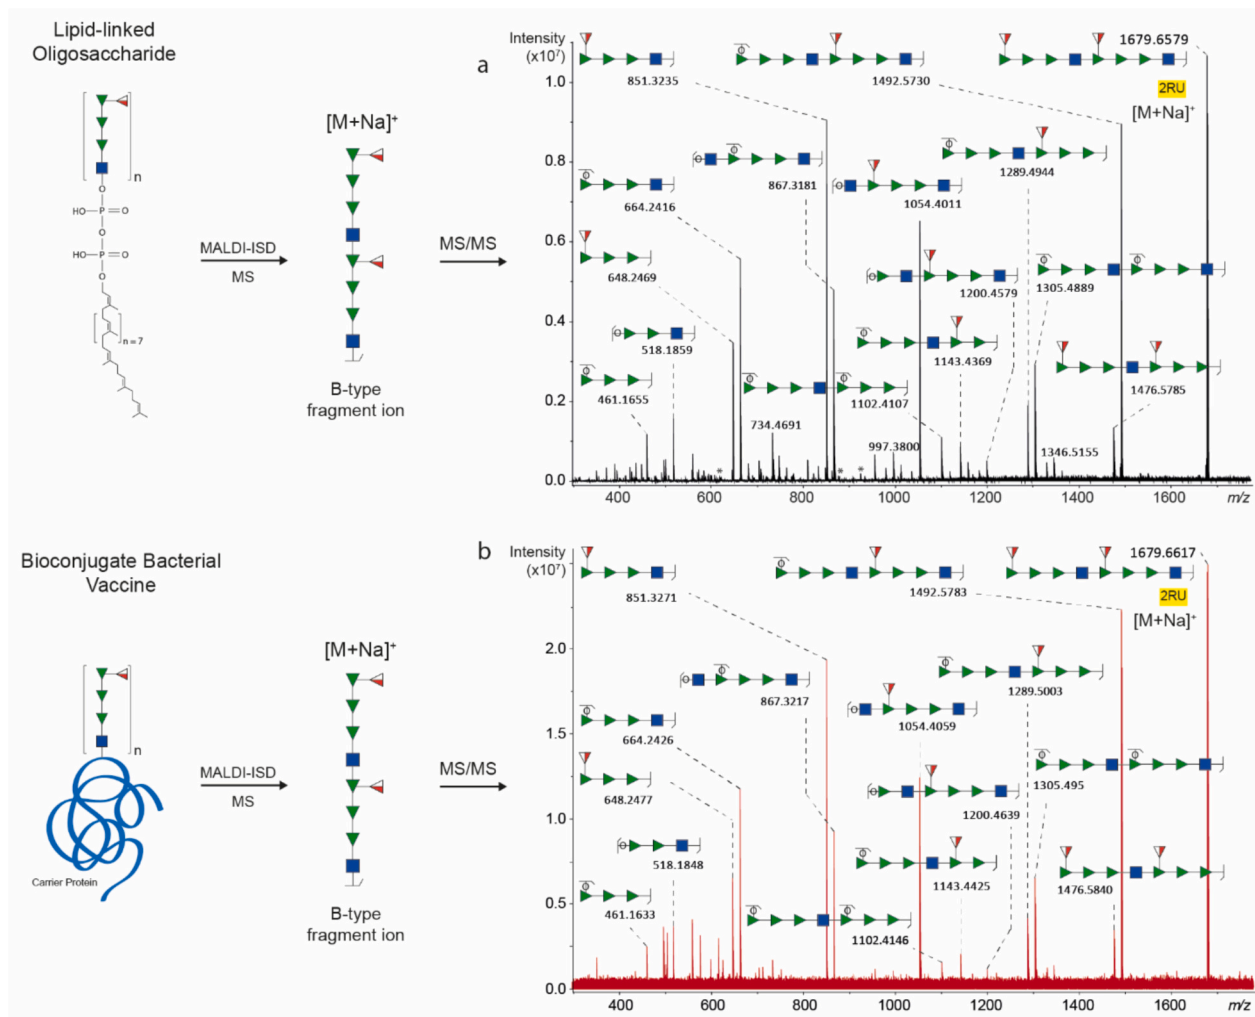 Lipid-linked
Oligosaccharide
n
O
HO
P
O
O
HO
P
O
O
n = 7
MALDI-ISD
MS
[M+Na]+
B-type
fragment ion
MS/MS
a
Intensity
(x10⁷)
1.0
0.8
0.6
0.4
0.2
0.0
851.3235
1492.5730
1679.6579
2RU
[M+Na]+
664.2416
867.3181
1054.4011
1289.4944
648.2469
1200.4579
1305.4889
518.1859
1143.4369
461.1655
1102.4107
1476.5785
734.4691
997.3800
1346.5155
*
*
*
400
600
800
1000
1200
1400
1600
m/z
Bioconjugate Bacterial
Vaccine
n
Carrier Protein
MALDI-ISD
MS
[M+Na]+
B-type
fragment ion
MS/MS
b
Intensity
(x10⁷)
2.0
1.5
1.0
0.5
0.0
851.3271
1492.5783
1679.6617
2RU
[M+Na]+
867.3217
1289.5003
664.2426
1054.4059
648.2477
1305.495
1200.4639
518.1848
1143.4425
1476.5840
461.1633
1102.4146
400
600
800
1000
1200
1400
1600
m/z